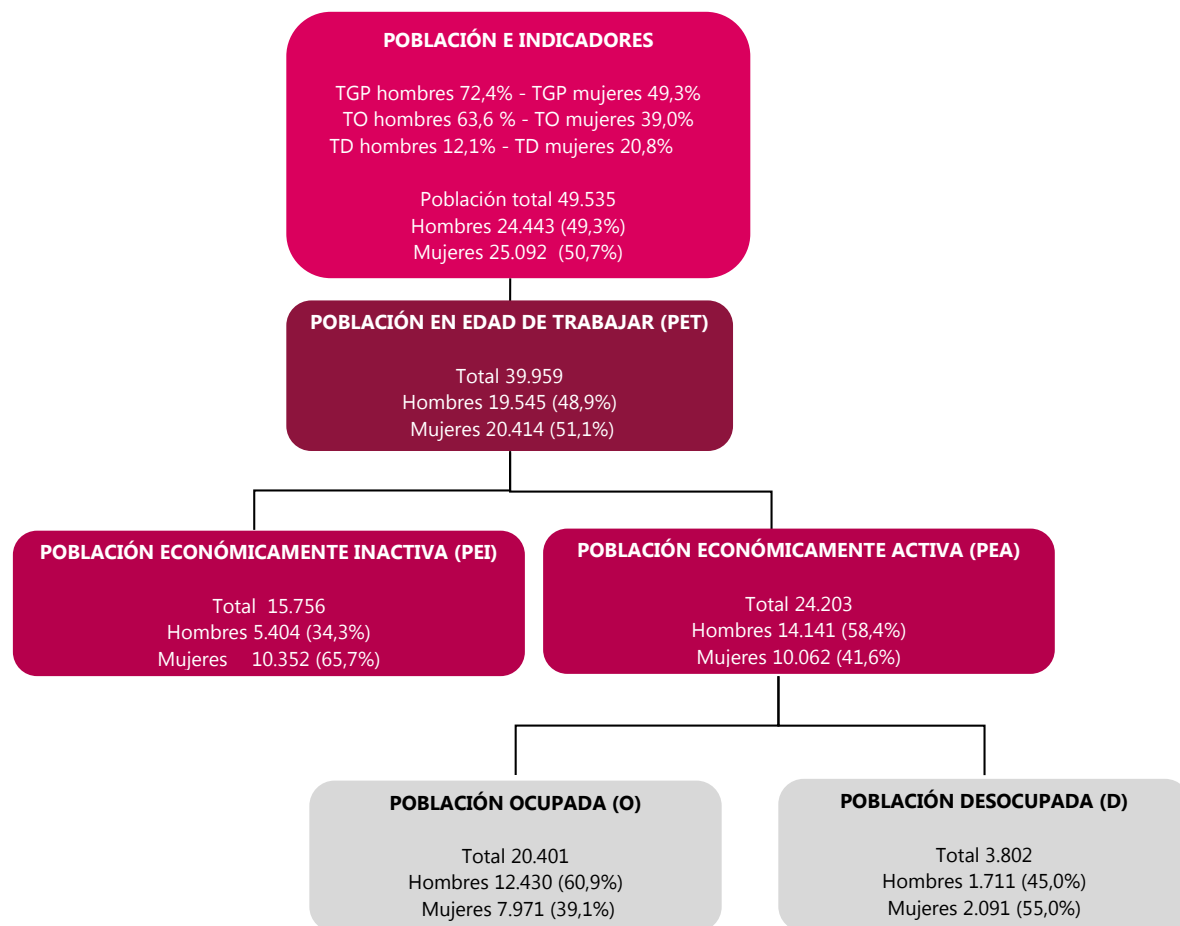 POBLACIÓN E INDICADORES
TGP hombres 72,4% - TGP mujeres 49,3%
TO hombres 63,6 % - TO mujeres 39,0%
TD hombres 12,1% - TD mujeres 20,8%
Población total 49.535
Hombres 24.443 (49,3%)
Mujeres 25.092 (50,7%)
POBLACIÓN EN EDAD DE TRABAJAR (PET)
Total 39.959
Hombres 19.545 (48,9%)
Mujeres 20.414 (51,1%)
POBLACIÓN ECONÓMICAMENTE INACTIVA (PEI)
Total 15.756
Hombres 5.404 (34,3%)
Mujeres 10.352 (65,7%)
POBLACIÓN ECONÓMICAMENTE ACTIVA (PEA)
Total 24.203
Hombres 14.141 (58,4%)
Mujeres 10.062 (41,6%)
POBLACIÓN OCUPADA (O)
Total 20.401
Hombres 12.430 (60,9%)
Mujeres 7.971 (39,1%)
POBLACIÓN DESOCUPADA (D)
Total 3.802
Hombres 1.711 (45,0%)
Mujeres 2.091 (55,0%)